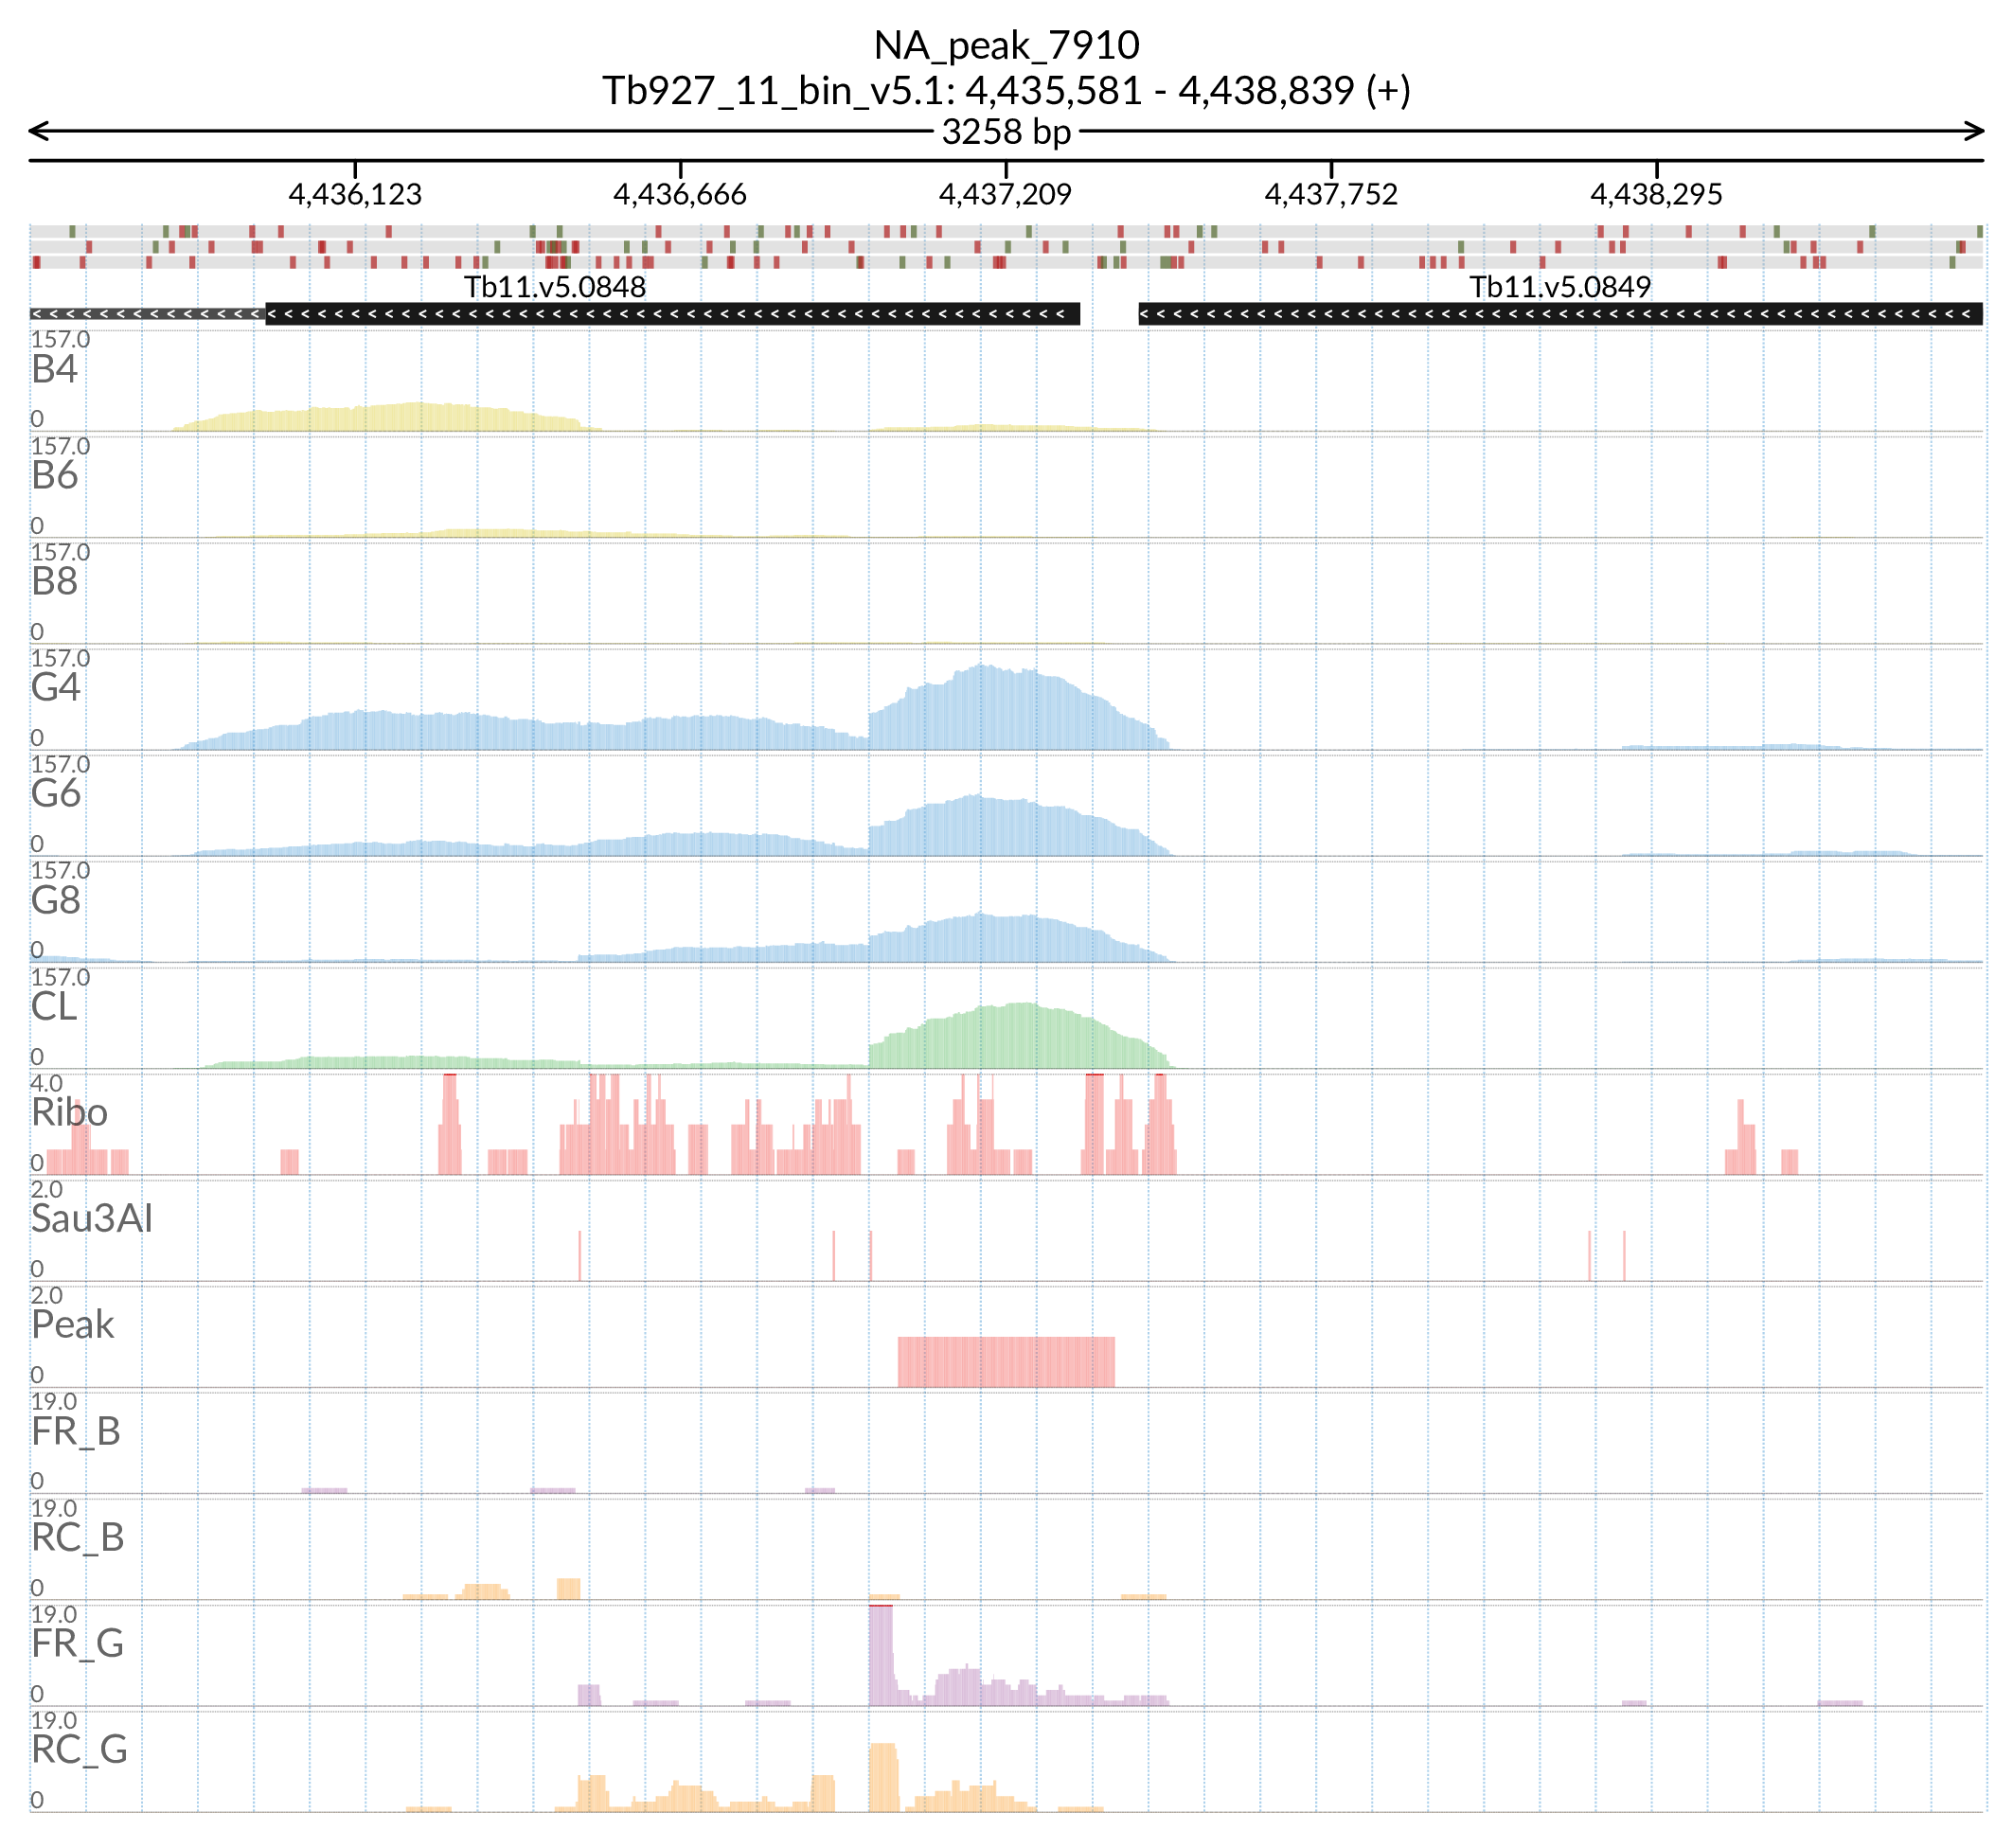 NA_peak_7910
Tb927_11_bin_v5.1: 4,435,581 - 4,438,839 (+)
3258 bp
4,436,123 4,436,666 4,437,209 4,437,752 4,438,295
Tb11.v5.0848 Tb11.v5.0849
157.0
B4
0
157.0
B6
0
157.0
B8
0
157.0
G4
0
157.0
G6
0
157.0
G8
0
157.0
CL
0
4.0
Ribo
0
2.0
Sau3AI
0
2.0
Peak
0
19.0
FR_B
0
19.0
RC_B
0
19.0
FR_G
0
19.0
RC_G
0